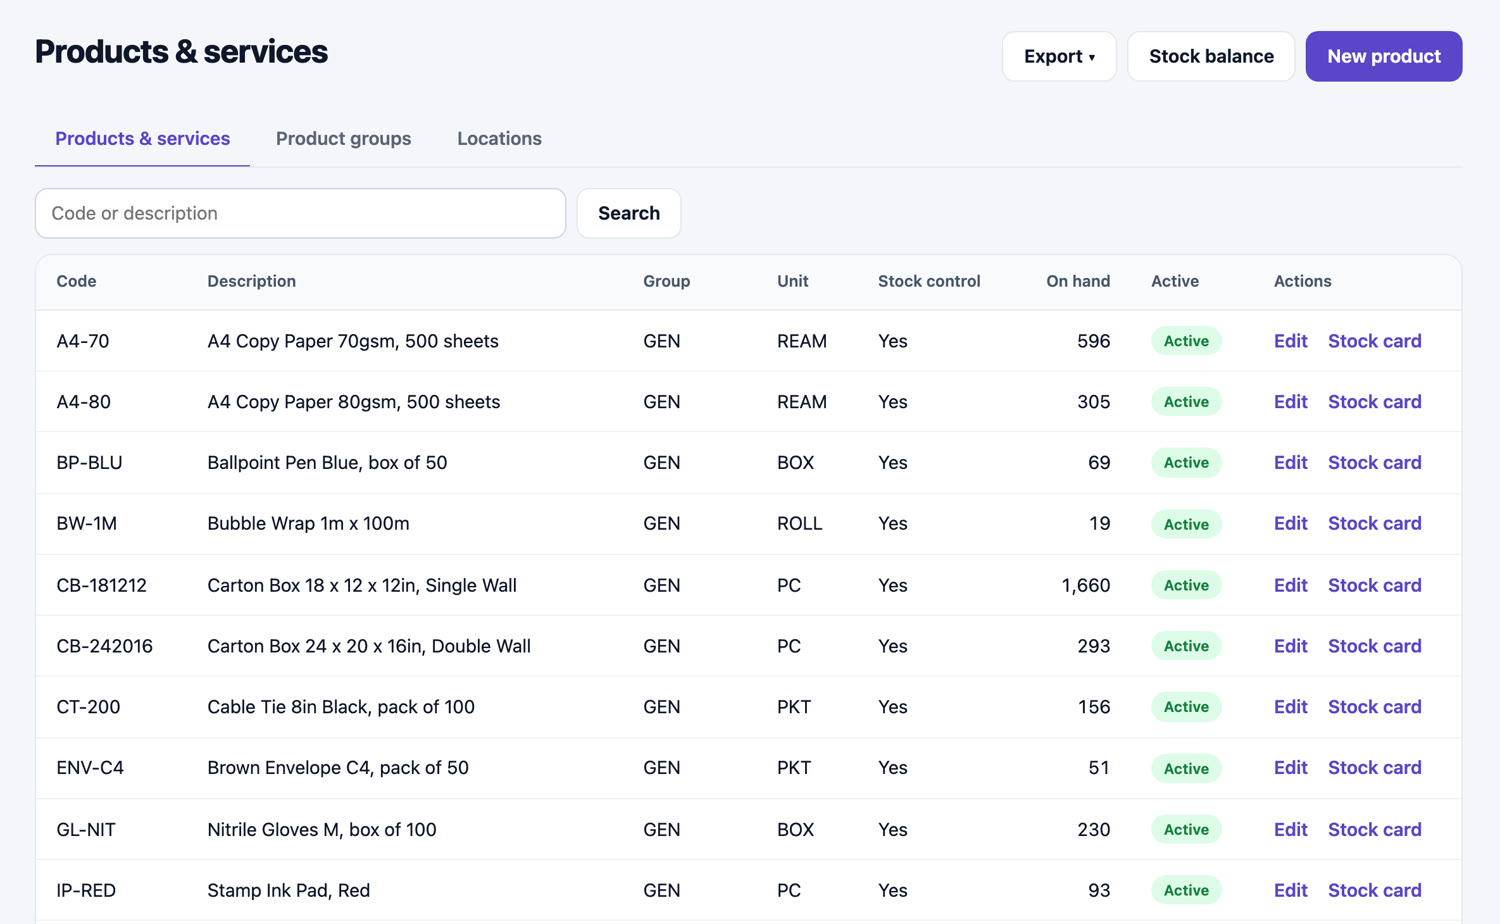 Products & services
Export ▾ Stock balance New product
Products & services Product groups Locations
Code or description Search
Code Description Group Unit Stock control On hand Active Actions
A4-70 A4 Copy Paper 70gsm, 500 sheets GEN REAM Yes 596 Active Edit Stock card
A4-80 A4 Copy Paper 80gsm, 500 sheets GEN REAM Yes 305 Active Edit Stock card
BP-BLU Ballpoint Pen Blue, box of 50 GEN BOX Yes 69 Active Edit Stock card
BW-1M Bubble Wrap 1m x 100m GEN ROLL Yes 19 Active Edit Stock card
CB-181212 Carton Box 18 x 12 x 12in, Single Wall GEN PC Yes 1,660 Active Edit Stock card
CB-242016 Carton Box 24 x 20 x 16in, Double Wall GEN PC Yes 293 Active Edit Stock card
CT-200 Cable Tie 8in Black, pack of 100 GEN PKT Yes 156 Active Edit Stock card
ENV-C4 Brown Envelope C4, pack of 50 GEN PKT Yes 51 Active Edit Stock card
GL-NIT Nitrile Gloves M, box of 100 GEN BOX Yes 230 Active Edit Stock card
IP-RED Stamp Ink Pad, Red GEN PC Yes 93 Active Edit Stock card